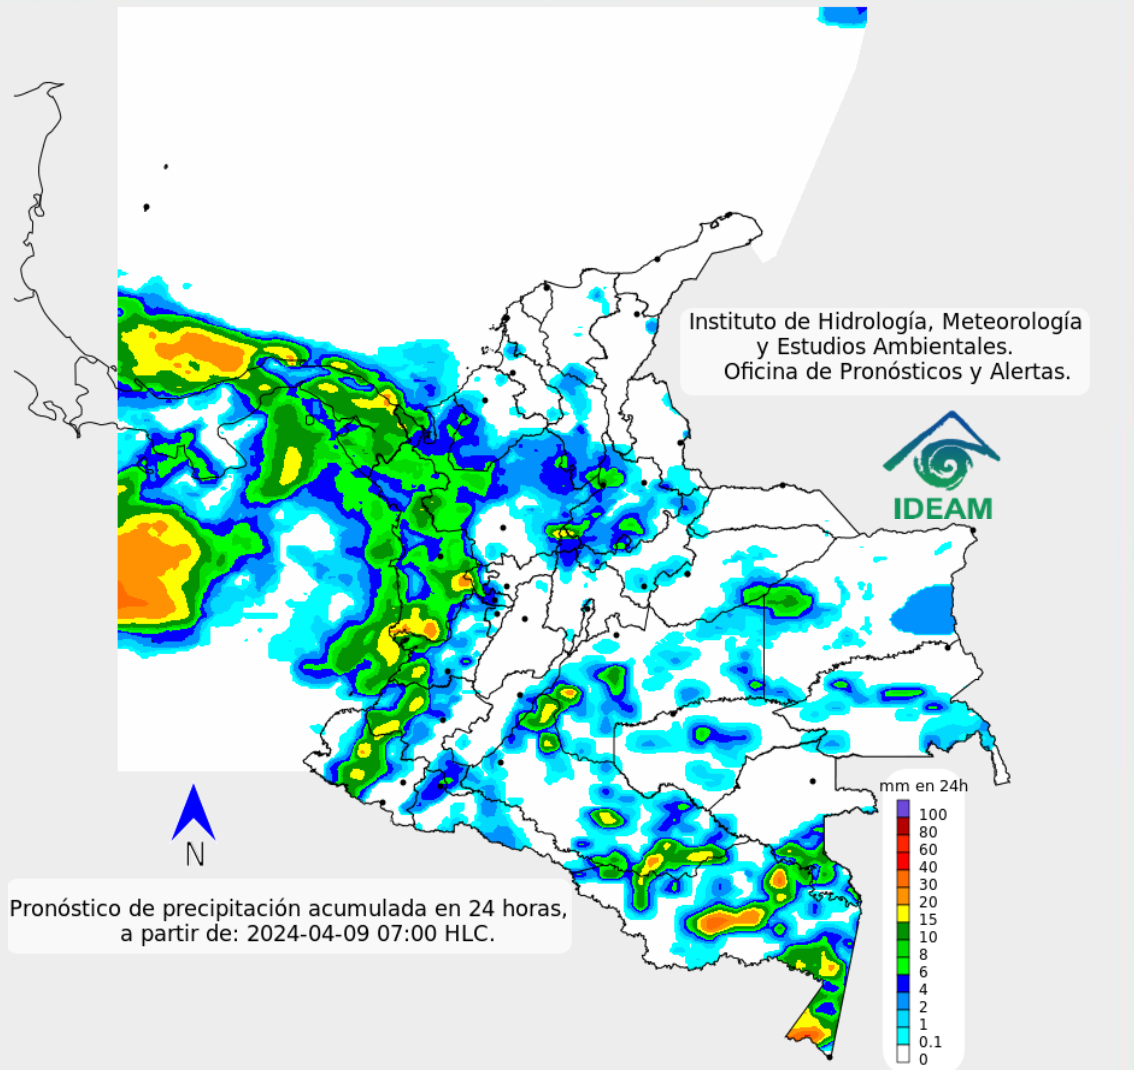 Instituto de Hidrología, Meteorología
y Estudios Ambientales.
Oficina de Pronósticos y Alertas.
IDEAM
N
Pronóstico de precipitación acumulada en 24 horas,
a partir de: 2024-04-09 07:00 HLC.
mm en 24h
100
80
60
40
30
20
15
10
8
6
4
2
1
0.1
0